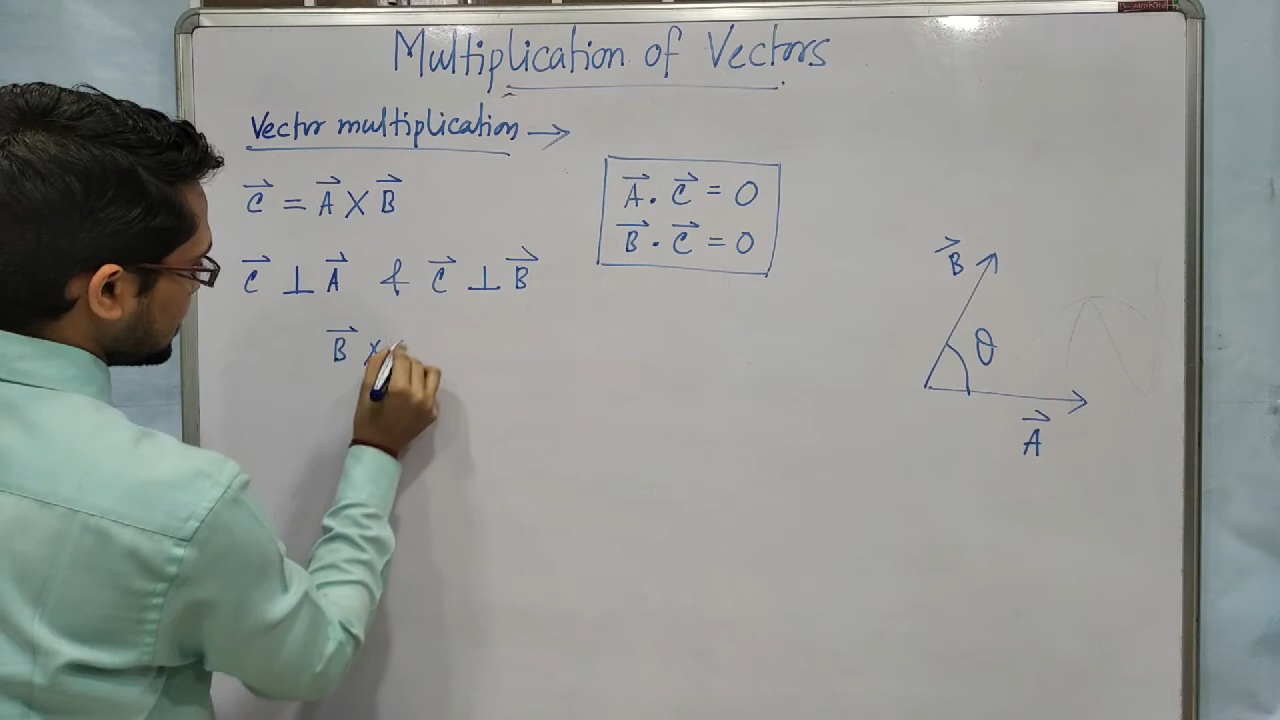 Multiplication of Vectors
Vector multiplication →
C⃗ = A⃗ X B⃗
A⃗ . C⃗ = 0
B⃗ . C⃗ = 0
C⃗ ⊥ A⃗ & C⃗ ⊥ B⃗
B⃗ ×
B⃗
θ
A⃗